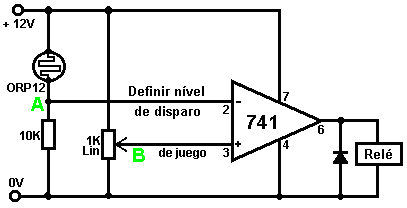 + 12V
ORP12
A
Definir nível
de disparo
7
2
-
741
6
10K
1K
Lin
B
de juego
3
+
4
Relé
0V